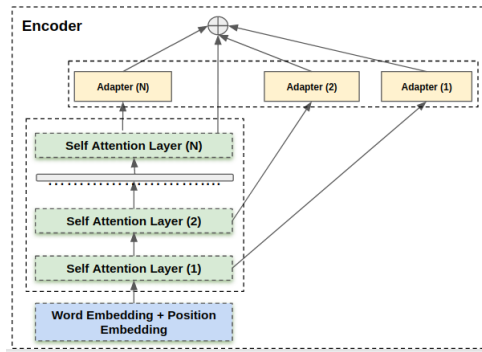 Encoder
Adapter (N)
Adapter (2)
Adapter (1)
Self Attention Layer (N)
Self Attention Layer (2)
Self Attention Layer (1)
Word Embedding + Position
Embedding